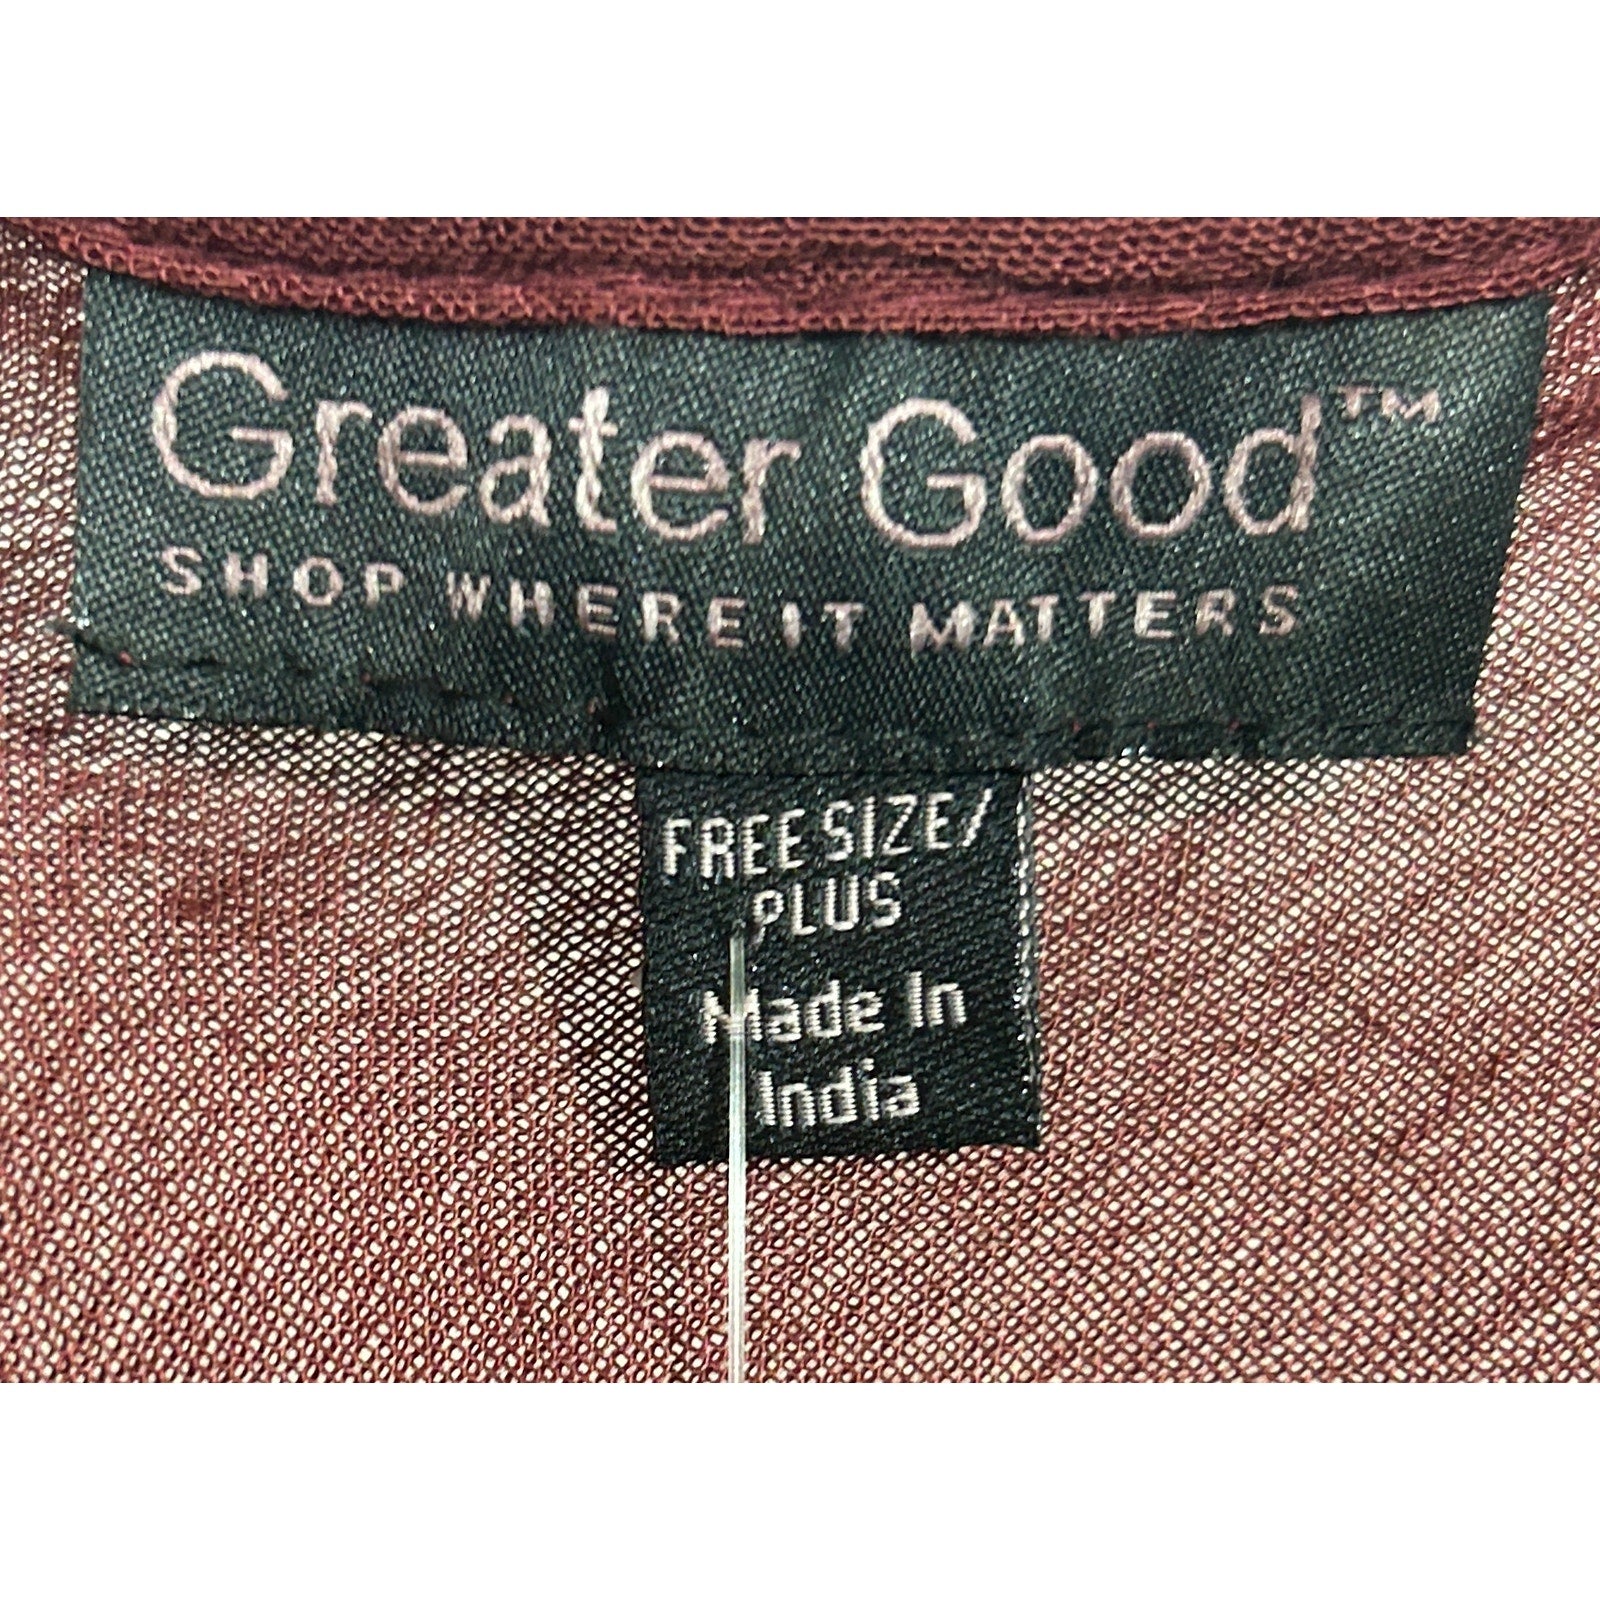 Greater Good™
SHOP WHERE IT MATTERS
FREE SIZE/
PLUS
Made In
India